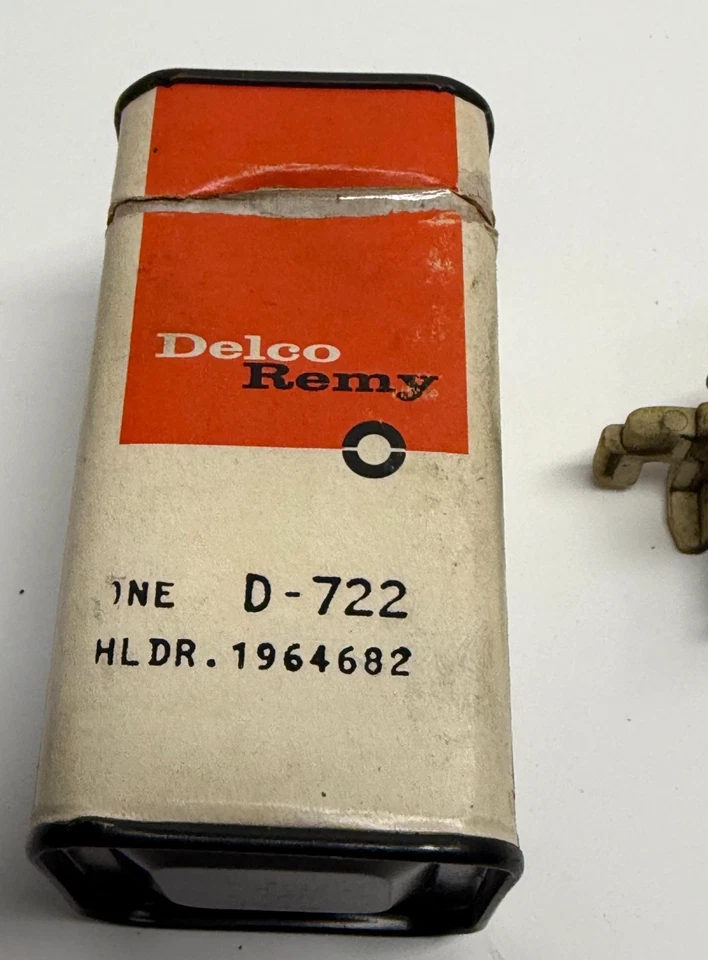 Delco
Remy
ONE D-722
HLDR. 1964682